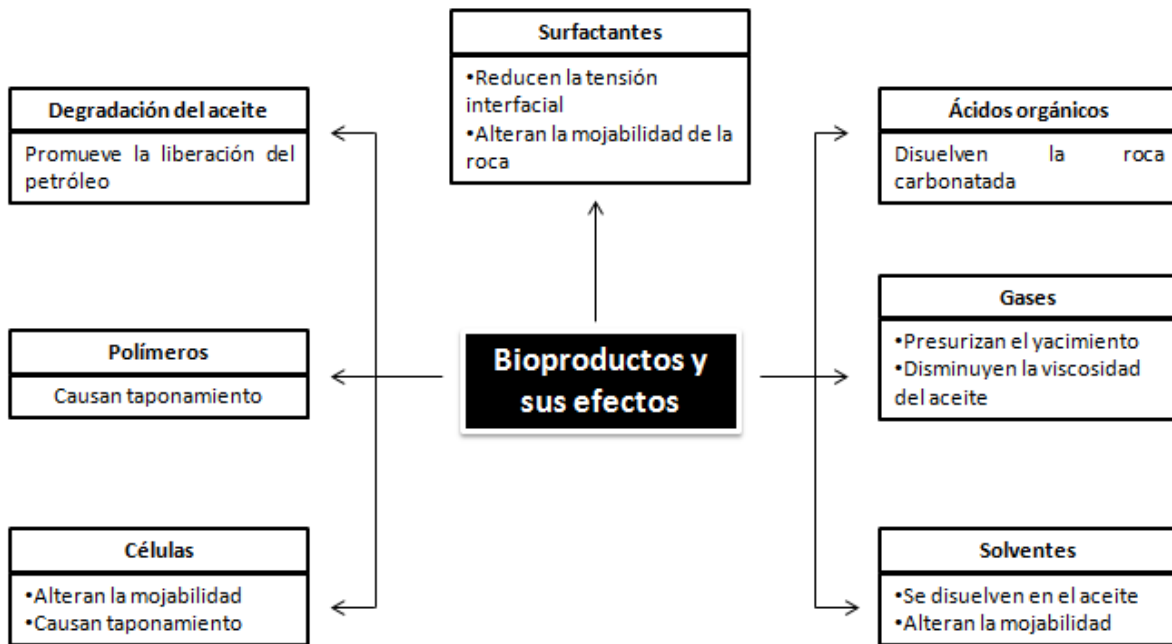 Surfactantes
•Reducen la tensión
interfacial
•Alteran la mojabilidad de la
roca
Degradación del aceite
Promueve la liberación del
petróleo
Ácidos orgánicos
Disuelven la roca
carbonatada
Gases
•Presurizan el yacimiento
•Disminuyen la viscosidad
del aceite
Polímeros
Causan taponamiento
Bioproductos y
sus efectos
Células
•Alteran la mojabilidad
•Causan taponamiento
Solventes
•Se disuelven en el aceite
•Alteran la mojabilidad